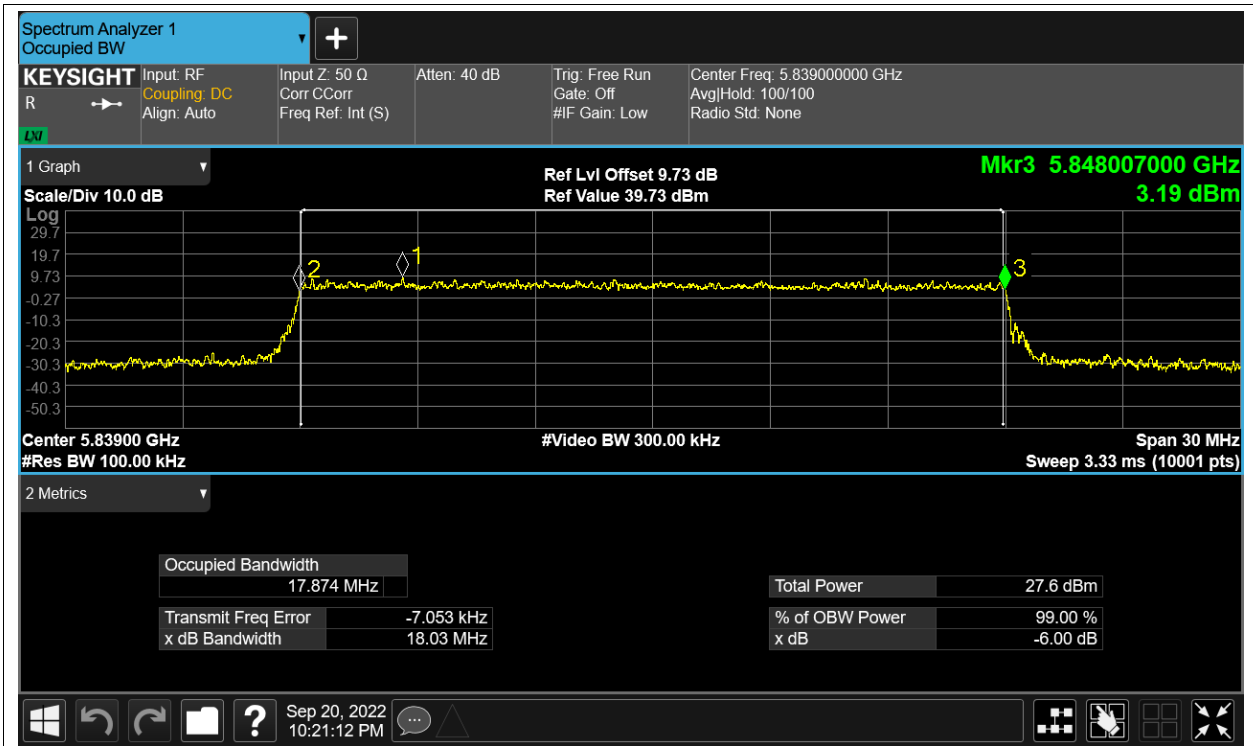 Spectrum Analyzer 1
Occupied BW
KEYSIGHT
R
LXI
Input: RF
Coupling: DC
Align: Auto
Input Z: 50 Ω
Corr CCorr
Freq Ref: Int (S)
Atten: 40 dB
Trig: Free Run
Gate: Off
#IF Gain: Low
Center Freq: 5.839000000 GHz
Avg|Hold: 100/100
Radio Std: None
1 Graph
Scale/Div 10.0 dB
Ref Lvl Offset 9.73 dB
Ref Value 39.73 dBm
Mkr3 5.848007000 GHz
3.19 dBm
Log
29.7
19.7
9.73
-0.27
-10.3
-20.3
-30.3
-40.3
-50.3
2
1
3
Center 5.83900 GHz
#Video BW 300.00 kHz
Span 30 MHz
#Res BW 100.00 kHz
Sweep 3.33 ms (10001 pts)
2 Metrics
Occupied Bandwidth
17.874 MHz
Transmit Freq Error -7.053 kHz
x dB Bandwidth 18.03 MHz
Total Power 27.6 dBm
% of OBW Power 99.00 %
x dB -6.00 dB
?
Sep 20, 2022
10:21:12 PM